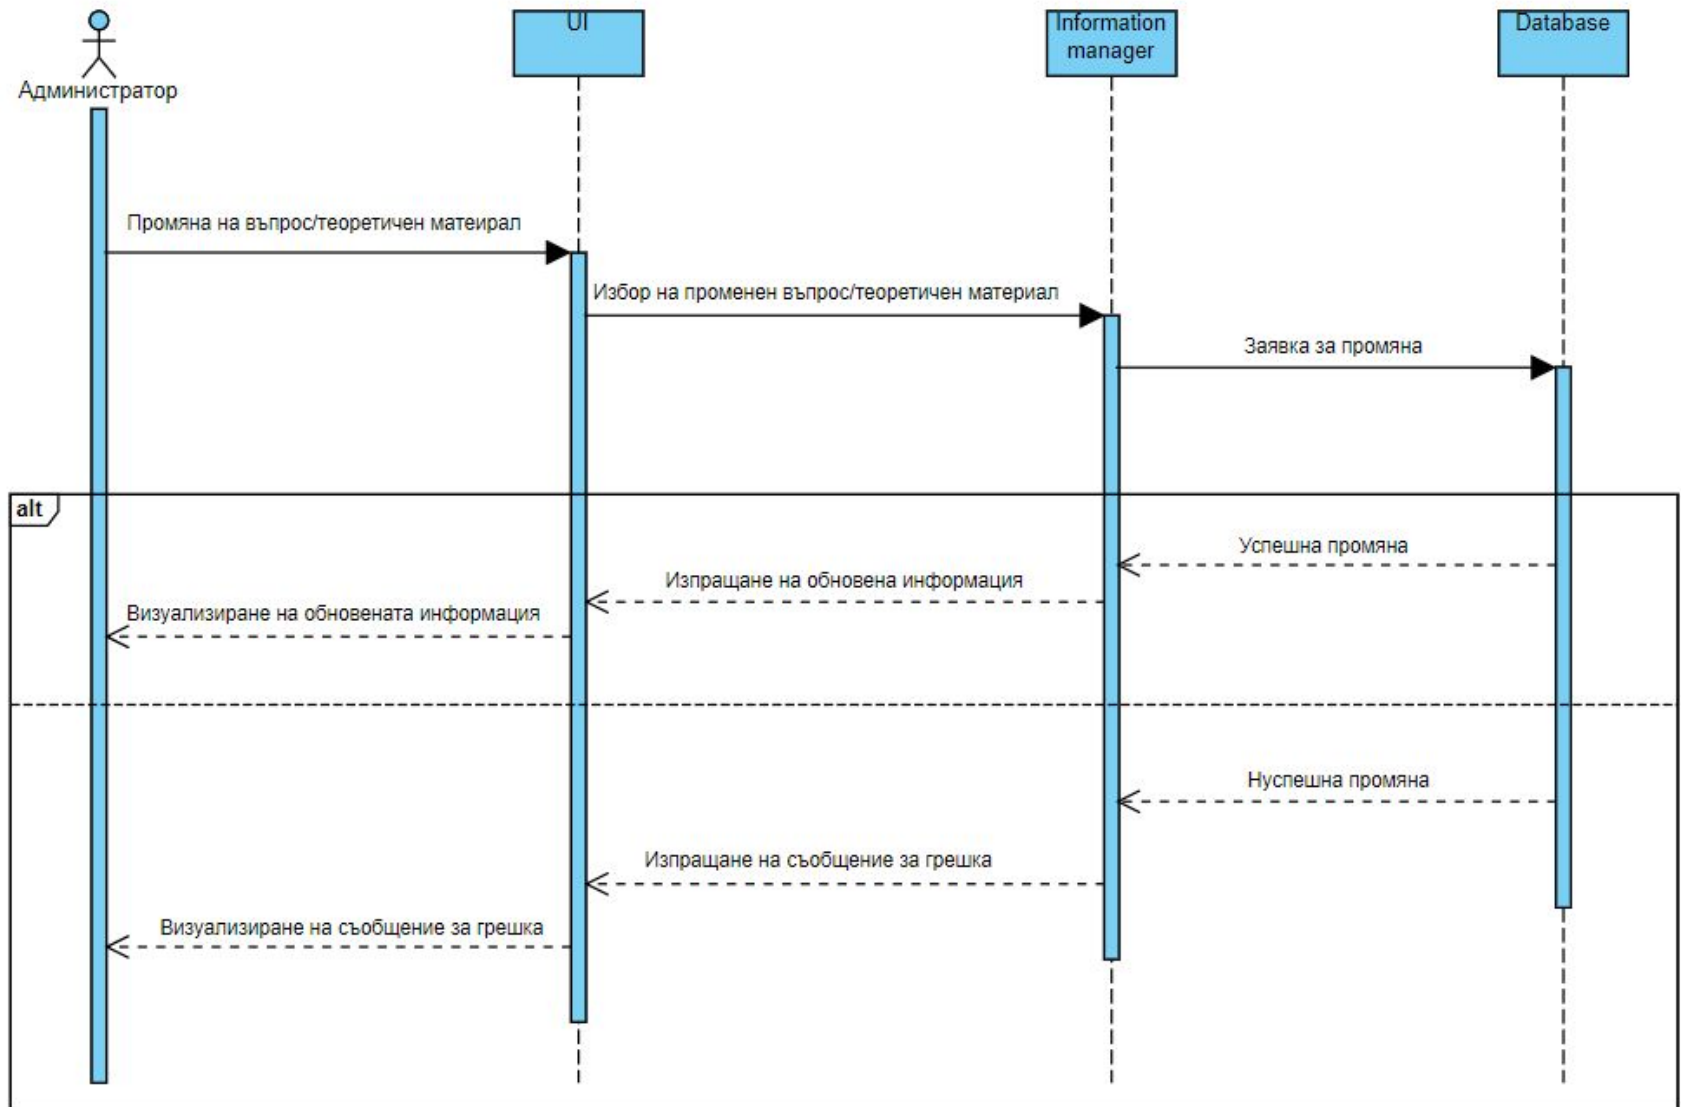 UI
Information
manager
Database
Администратор
Промяна на въпрос/теоретичен матеирал
Избор на променен въпрос/теоретичен материал
Заявка за промяна
alt
Успешна промяна
Изпращане на обновена информация
Визуализиране на обновената информация
Нуспешна промяна
Изпращане на съобщение за грешка
Визуализиране на съобщение за грешка